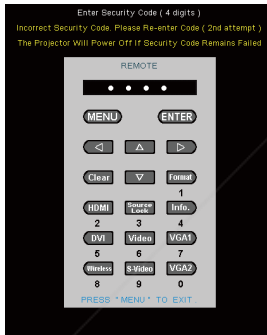 Enter Security Code ( 4 digits )
Incorrect Security Code. Please Re-enter Code ( 2nd attempt )
The Projector Will Power Off if Security Code Remains Failed
REMOTE
MENU ENTER
Clear Format
1
HDMI Source Lock Info.
2 3 4
DVI Video VGA1
5 6 7
Wireless S-Video VGA2
8 9 0
PRESS "MENU" TO EXIT